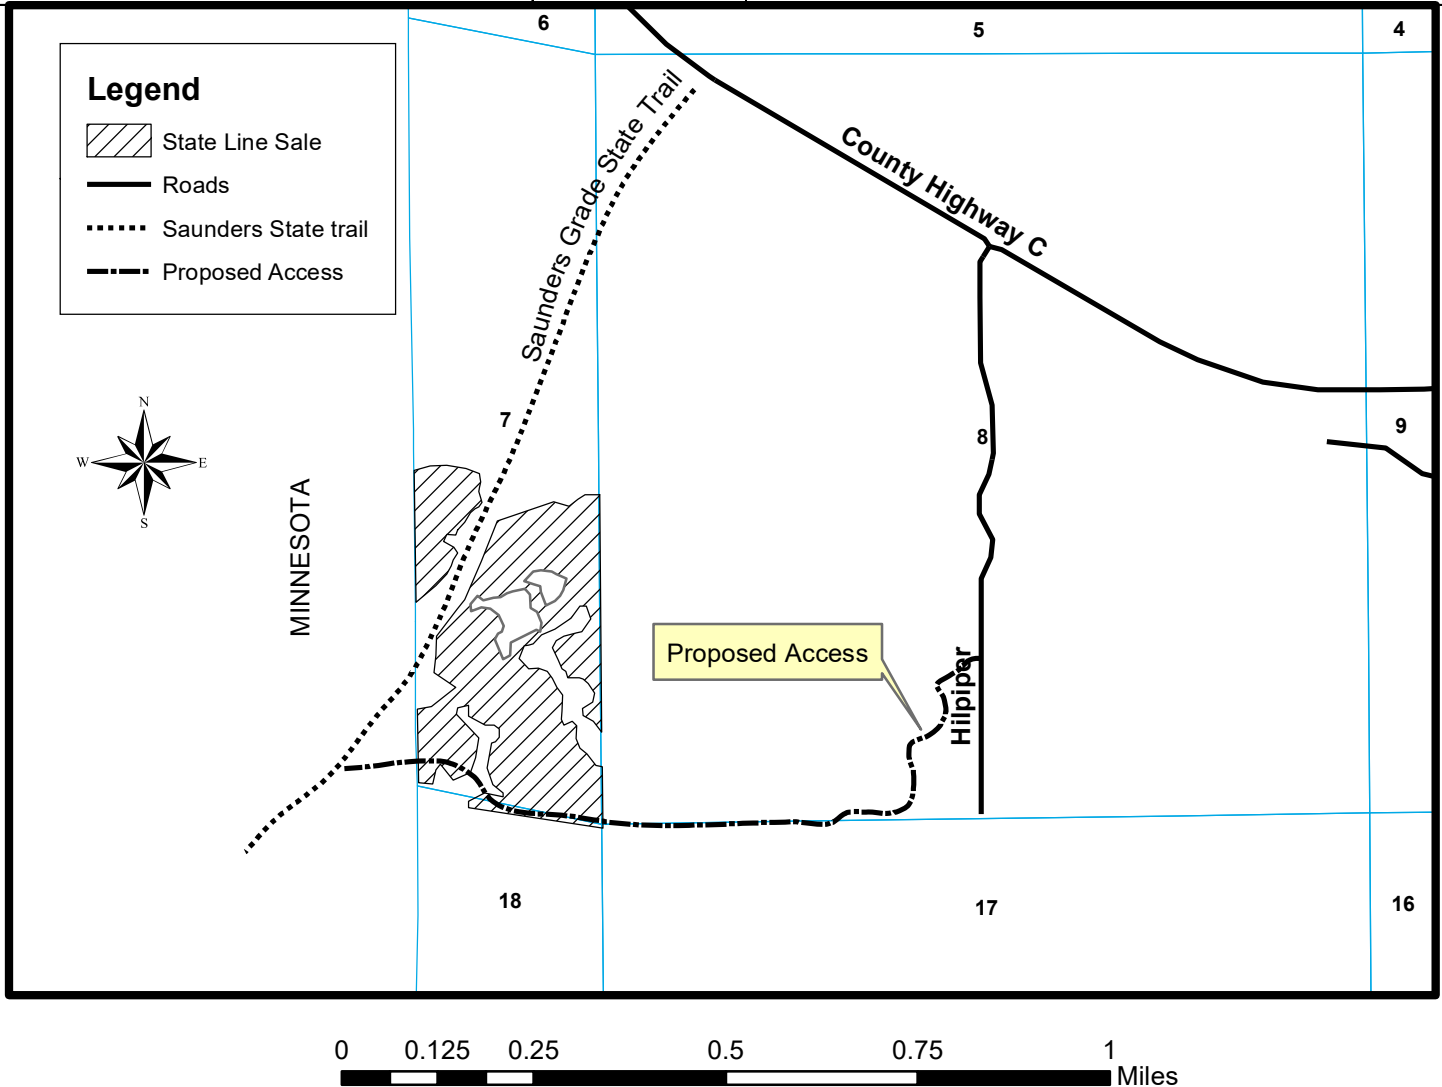 6
5
4
Legend
State Line Sale
Roads
Saunders State trail
Proposed Access
Saunders Grade State Trail
County Highway C
N
W
E
S
7
8
9
MINNESOTA
Proposed Access
Hilpiper
18
17
16
0 0.125 0.25 0.5 0.75 1
Miles